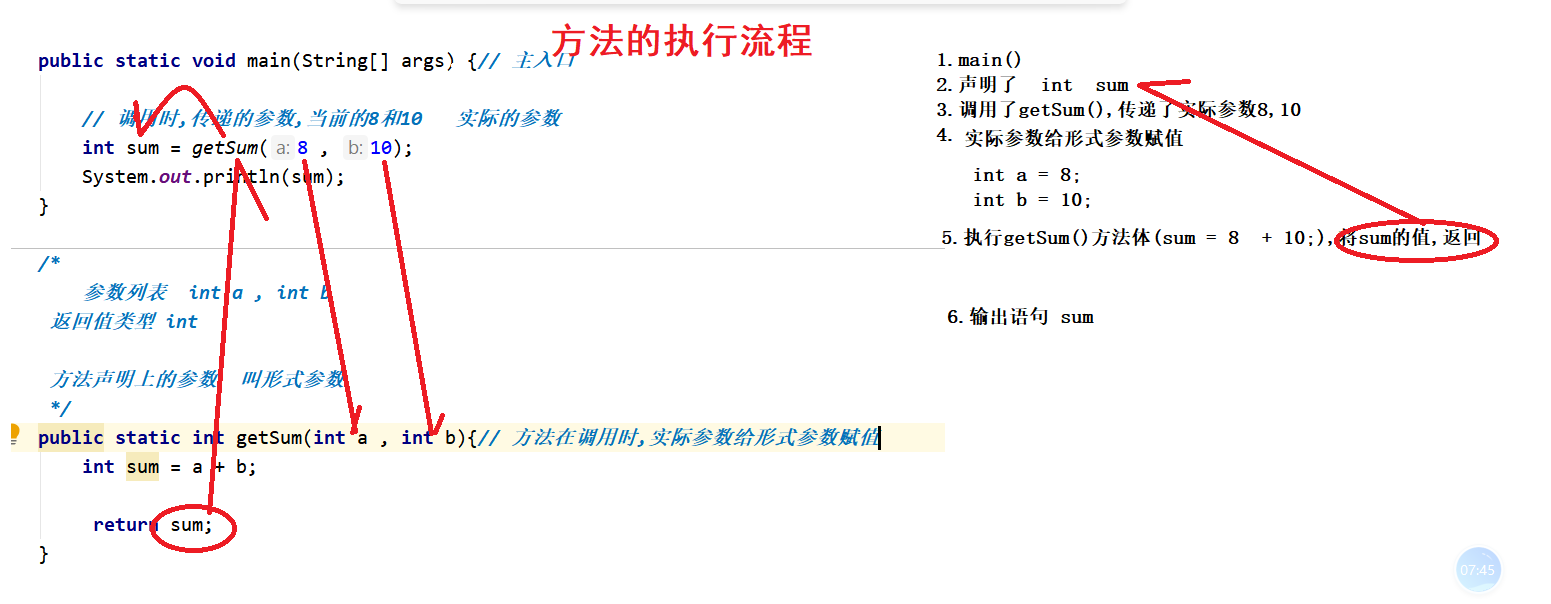 方法的执行流程
public static void main(String[] args) {// 主入口
// 调用时,传递的参数,当前的8和10 实际的参数
int sum = getSum( a: 8 , b: 10);
System.out.println(sum);
}
/*
参数列表 int a , int b
返回值类型 int
方法声明上的参数 叫形式参数
*/
public static int getSum(int a , int b){// 方法在调用时,实际参数给形式参数赋值
int sum = a + b;
return sum;
}
1.main()
2.声明了 int sum
3.调用了getSum(),传递了实际参数8,10
4. 实际参数给形式参数赋值
int a = 8;
int b = 10;
5.执行getSum()方法体(sum = 8 + 10;),将sum的值,返回
6.输出语句 sum
07:45